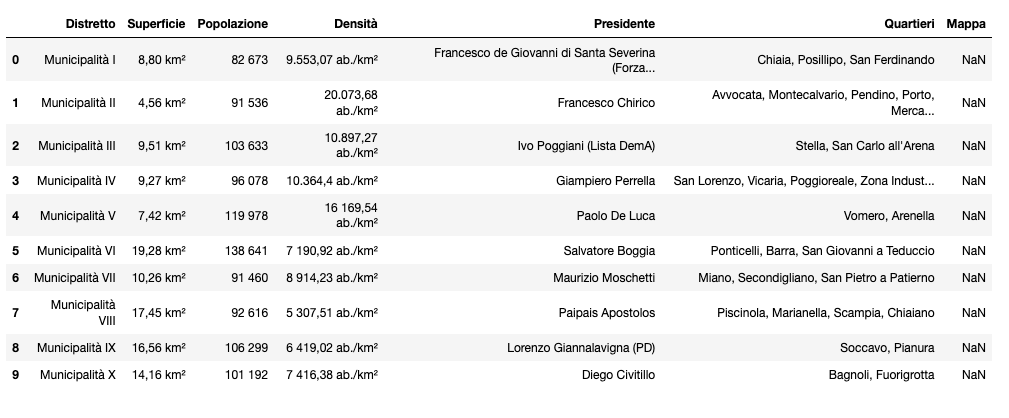 Distretto Superficie Popolazione Densità Presidente Quartieri Mappa
0 Municipalità I 8,80 km² 82 673 9.553,07 ab./km² Francesco de Giovanni di Santa Severina (Forza... Chiaia, Posillipo, San Ferdinando NaN
1 Municipalità II 4,56 km² 91 536 20.073,68 ab./km² Francesco Chirico Avvocata, Montecalvario, Pendino, Porto, Merca... NaN
2 Municipalità III 9,51 km² 103 633 10.897,27 ab./km² Ivo Poggiani (Lista DemA) Stella, San Carlo all'Arena NaN
3 Municipalità IV 9,27 km² 96 078 10.364,4 ab./km² Giampiero Perrella San Lorenzo, Vicaria, Poggioreale, Zona Indust... NaN
4 Municipalità V 7,42 km² 119 978 16 169,54 ab./km² Paolo De Luca Vomero, Arenella NaN
5 Municipalità VI 19,28 km² 138 641 7 190,92 ab./km² Salvatore Boggia Ponticelli, Barra, San Giovanni a Teduccio NaN
6 Municipalità VII 10,26 km² 91 460 8 914,23 ab./km² Maurizio Moschetti Miano, Secondigliano, San Pietro a Patierno NaN
7 Municipalità VIII 17,45 km² 92 616 5 307,51 ab./km² Paipais Apostolos Piscinola, Marianella, Scampia, Chiaiano NaN
8 Municipalità IX 16,56 km² 106 299 6 419,02 ab./km² Lorenzo Giannalavigna (PD) Soccavo, Pianura NaN
9 Municipalità X 14,16 km² 101 192 7 416,38 ab./km² Diego Civitillo Bagnoli, Fuorigrotta NaN